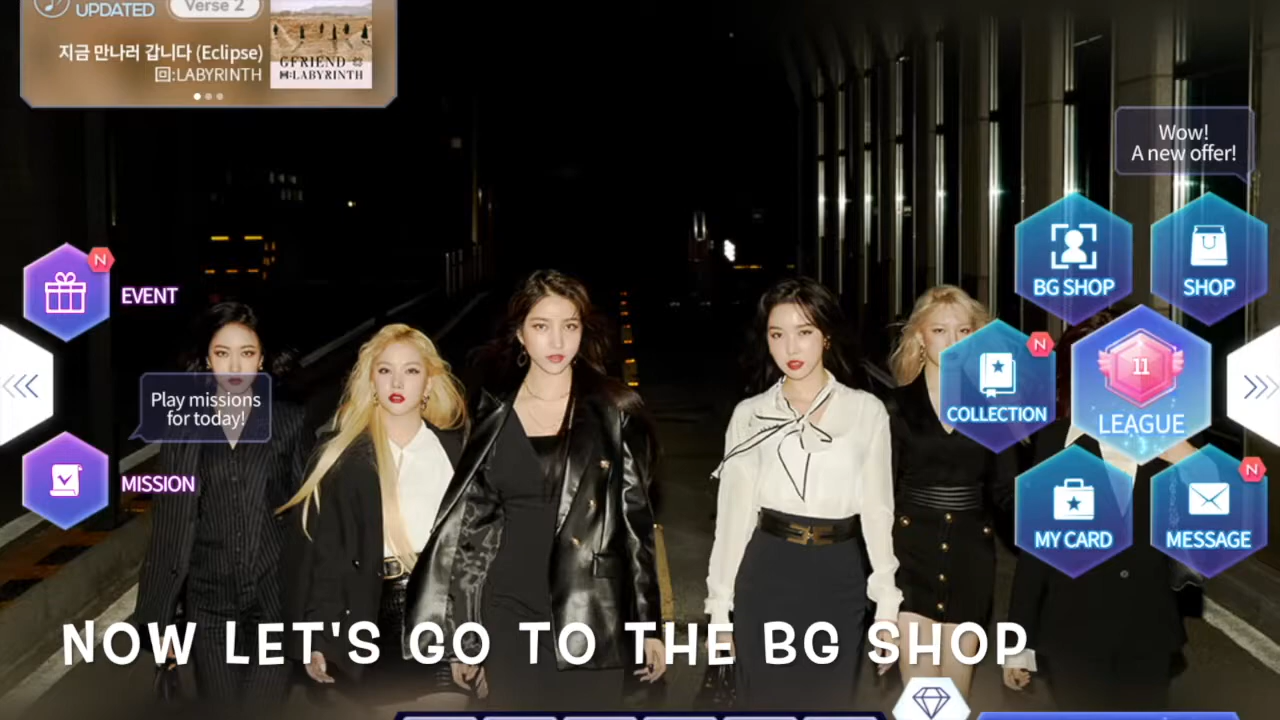 UPDATED
Verse 2
지금 만나러 갑니다 (Eclipse)
回:LABYRINTH
GFRIEND
回:LABYRINTH
Wow!
A new offer!
BG SHOP
SHOP
N
EVENT
N
COLLECTION
11
LEAGUE
Play missions
for today!
MISSION
N
MY CARD
MESSAGE
NOW LET'S GO TO THE BG SHOP